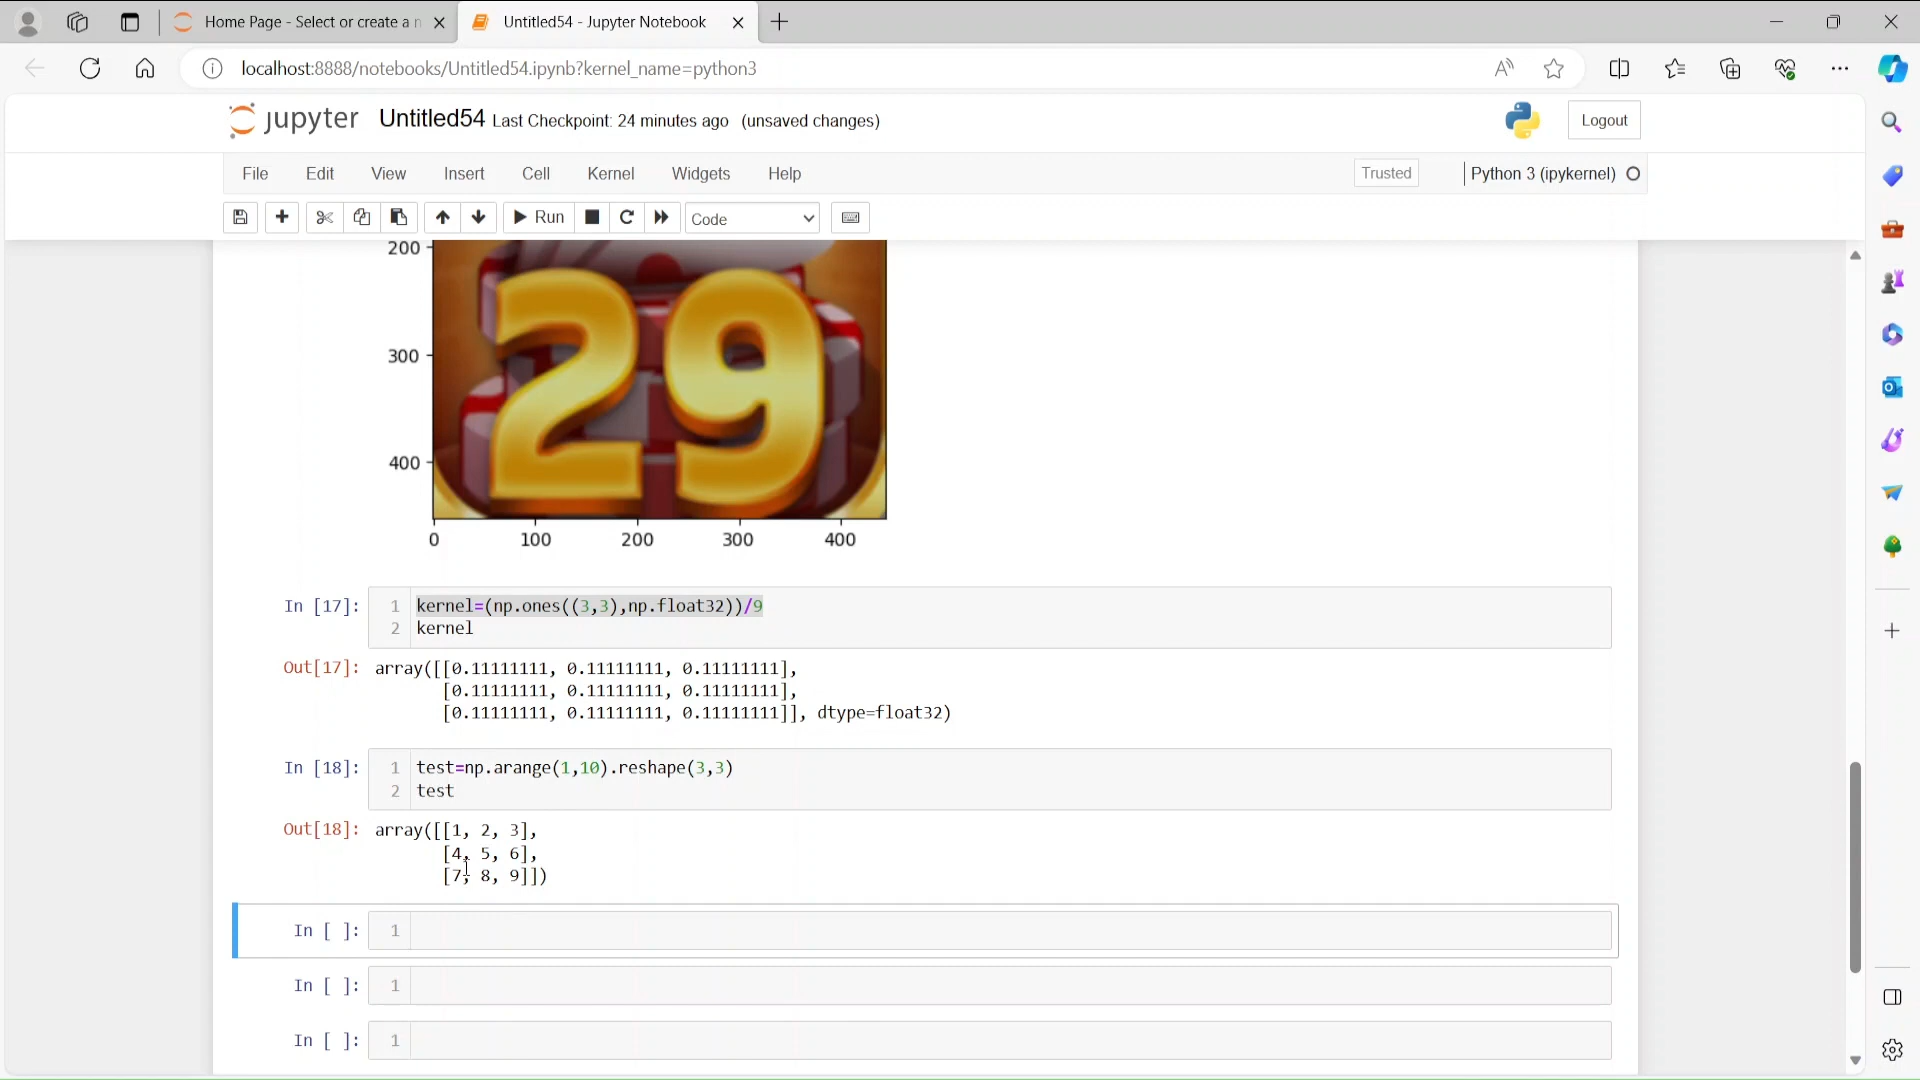 Home Page - Select or create a n
Untitled54 - Jupyter Notebook
localhost:8888/notebooks/Untitled54.ipynb?kernel_name=python3
jupyter Untitled54 Last Checkpoint: 24 minutes ago (unsaved changes)
Logout
File Edit View Insert Cell Kernel Widgets Help
Trusted
Python 3 (ipykernel)
Run
Code
200
300
400
29
0 100 200 300 400
In [17]:
1 kernel=(np.ones((3,3),np.float32))/9
2 kernel
Out[17]: array([[0.11111111, 0.11111111, 0.11111111],
[0.11111111, 0.11111111, 0.11111111],
[0.11111111, 0.11111111, 0.11111111]], dtype=float32)
In [18]:
1 test=np.arange(1,10).reshape(3,3)
2 test
Out[18]: array([[1, 2, 3],
[4, 5, 6],
[7, 8, 9]])
In [ ]: 1
In [ ]: 1
In [ ]: 1